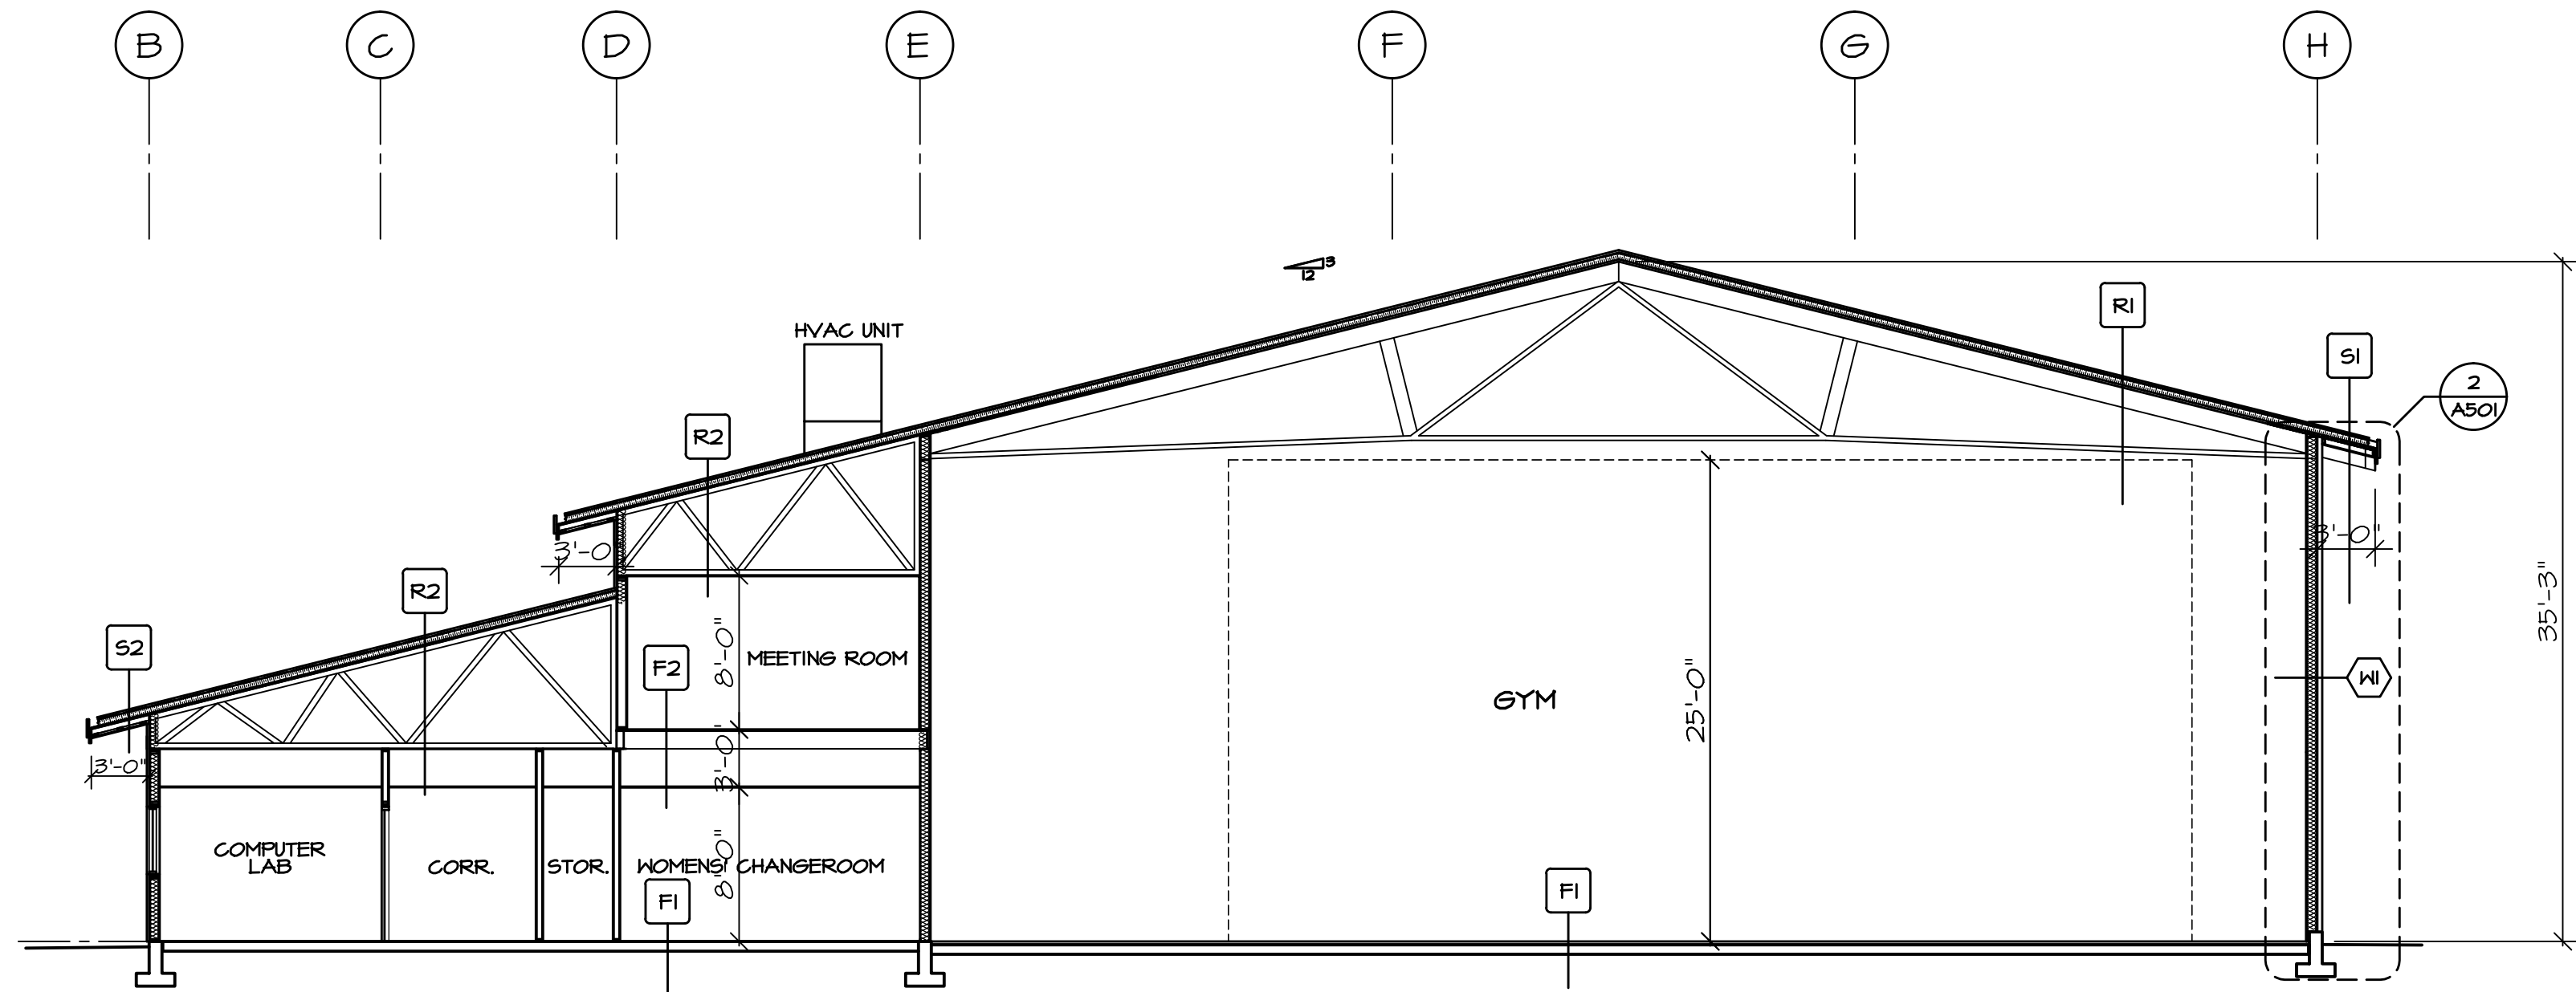 B
C
D
E
F
G
H
3
12
HVAC UNIT
R1
S1
2
A501
R2
3'-0"
3'-0"
35'-3"
R2
S2
F2
8'-0"
MEETING ROOM
W1
GYM
25'-0"
3'-0"
3'-0"
COMPUTER
LAB
CORR.
STOR.
WOMENS' CHANGEROOM
8'-0"
F1
F1